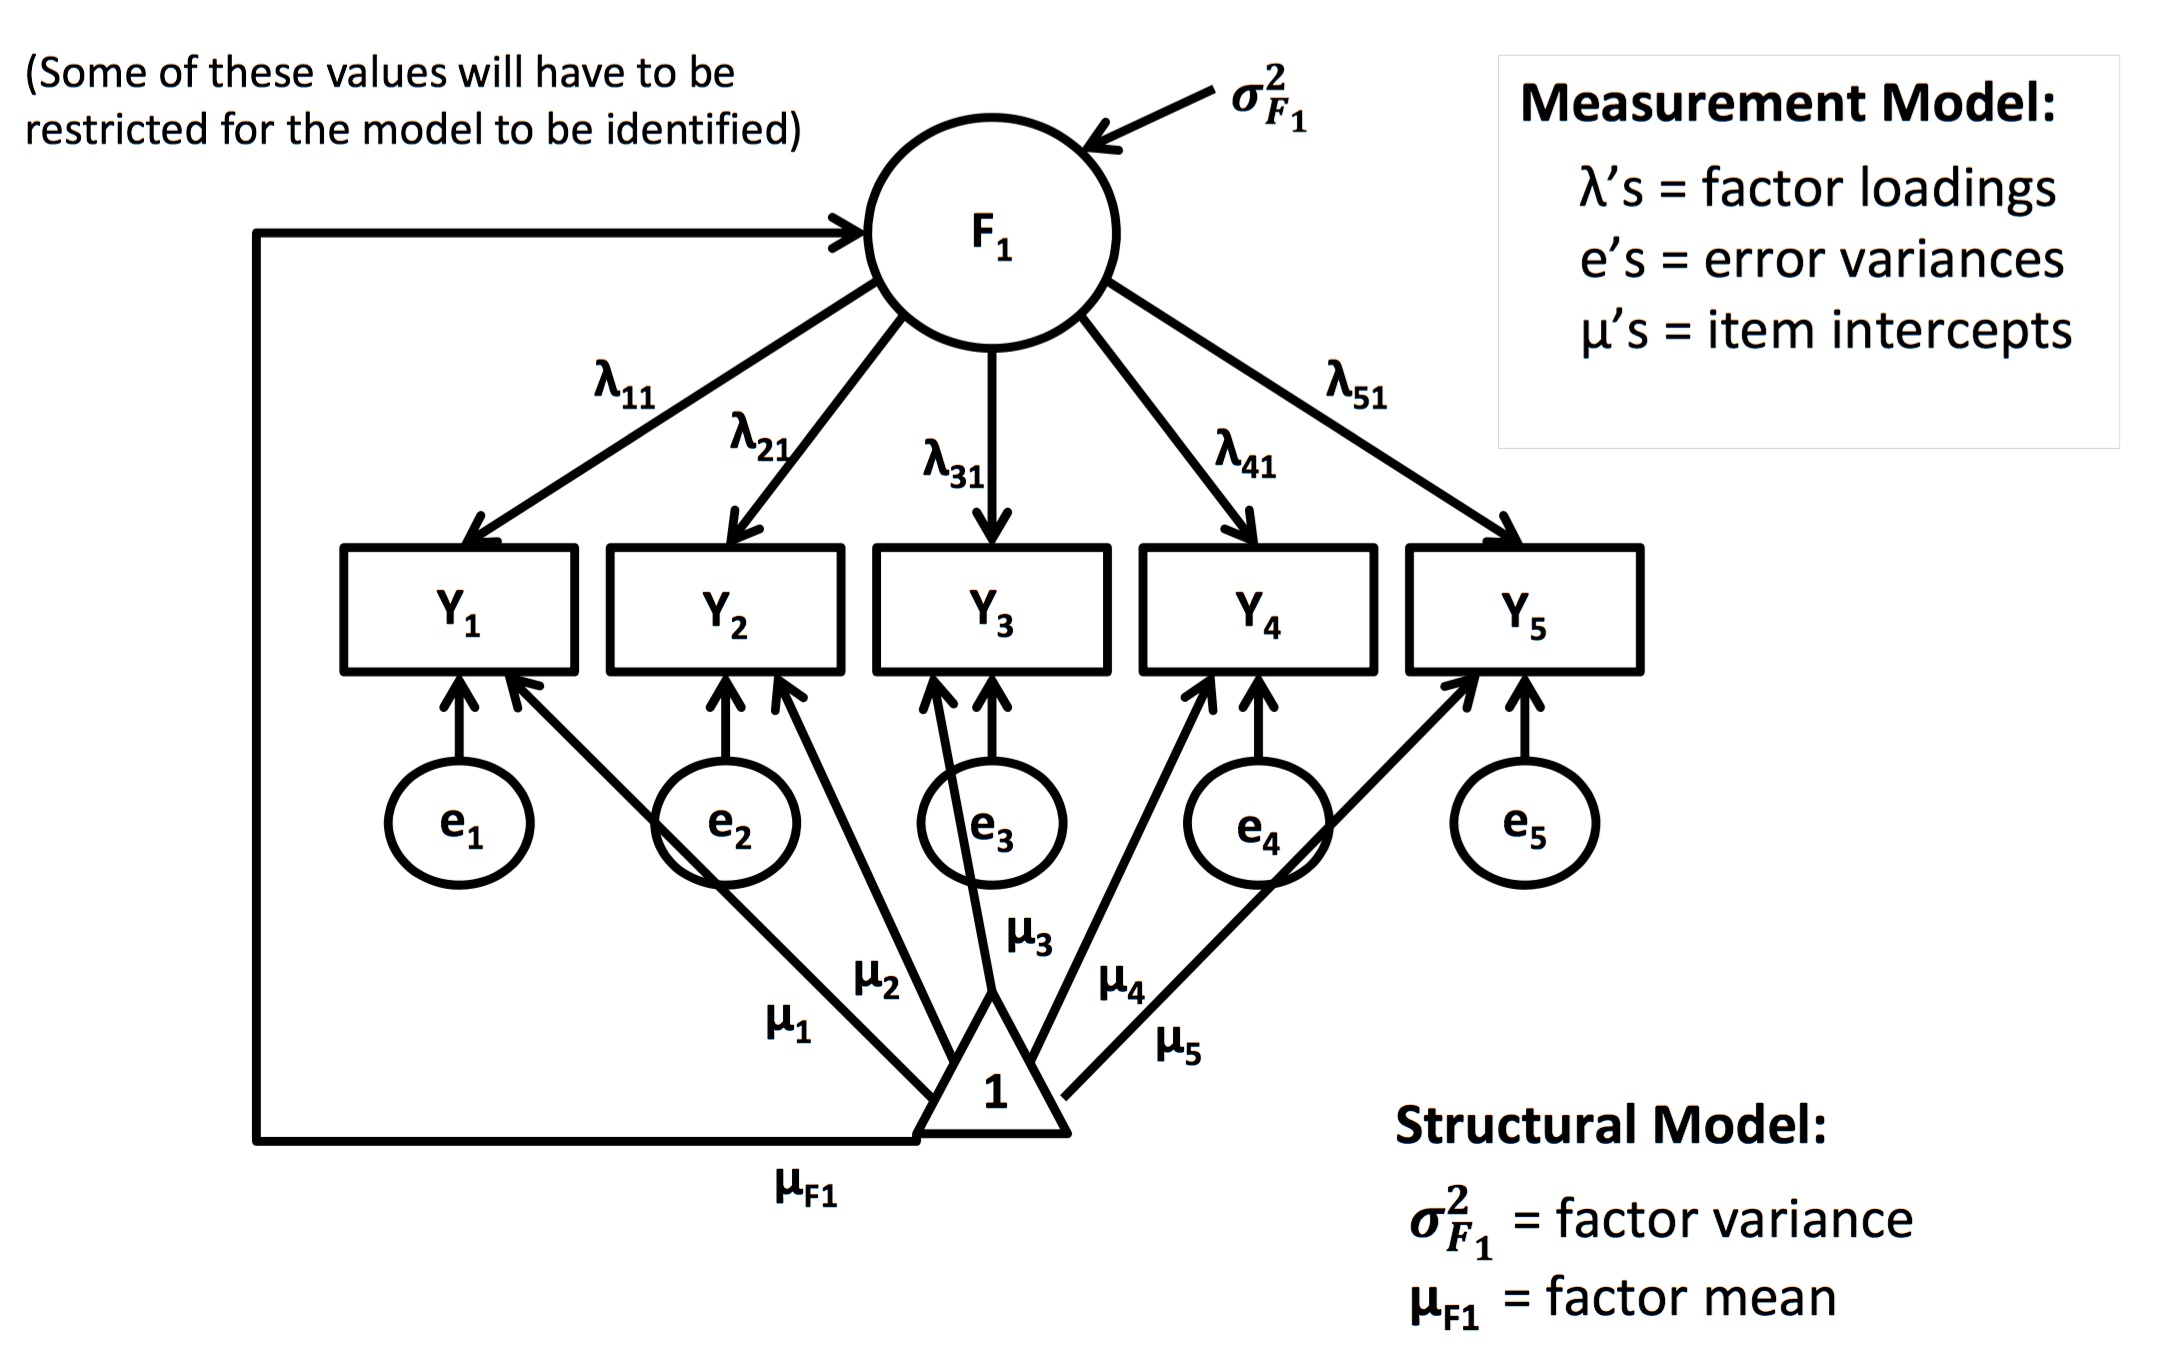 (Some of these values will have to be
restricted for the model to be identified)
σ²F₁
Measurement Model:
λ’s = factor loadings
e’s = error variances
μ’s = item intercepts
F₁
λ₁₁
λ₂₁
λ₃₁
λ₄₁
λ₅₁
Y₁ Y₂ Y₃ Y₄ Y₅
e₁ e₂ e₃ e₄ e₅
μ₁
μ₂
μ₃
μ₄
μ₅
1
μF1
Structural Model:
σ²F₁ = factor variance
μF1 = factor mean